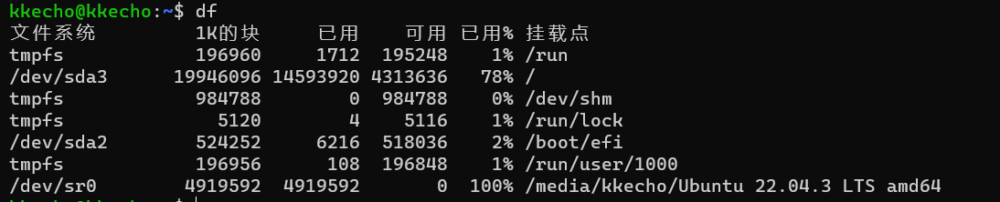 kkecho@kkecho:~$ df
文件系统 1K的块 已用 可用 已用% 挂载点
tmpfs 196960 1712 195248 1% /run
/dev/sda3 19946096 14593920 4313636 78% /
tmpfs 984788 0 984788 0% /dev/shm
tmpfs 5120 4 5116 1% /run/lock
/dev/sda2 524252 6216 518036 2% /boot/efi
tmpfs 196956 108 196848 1% /run/user/1000
/dev/sr0 4919592 4919592 0 100% /media/kkecho/Ubuntu 22.04.3 LTS amd64